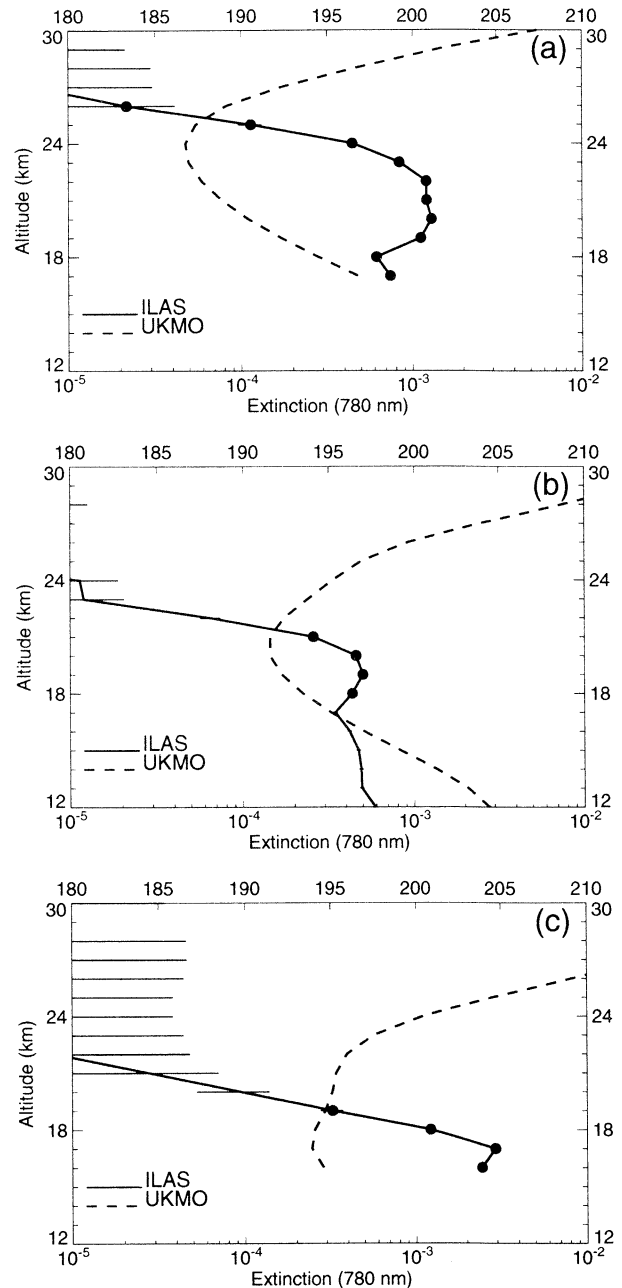 180 185 190 195 200 205 210
(a)
30 30
24 24
18 18
12 12
Altitude (km)
ILAS
UKMO
10-5 10-4 10-3 10-2
Extinction (780 nm)
180 185 190 195 200 205 210
(b)
30 30
24 24
18 18
12 12
Altitude (km)
ILAS
UKMO
10-5 10-4 10-3 10-2
Extinction (780 nm)
180 185 190 195 200 205 210
(c)
30 30
24 24
18 18
12 12
Altitude (km)
ILAS
UKMO
10-5 10-4 10-3 10-2
Extinction (780 nm)